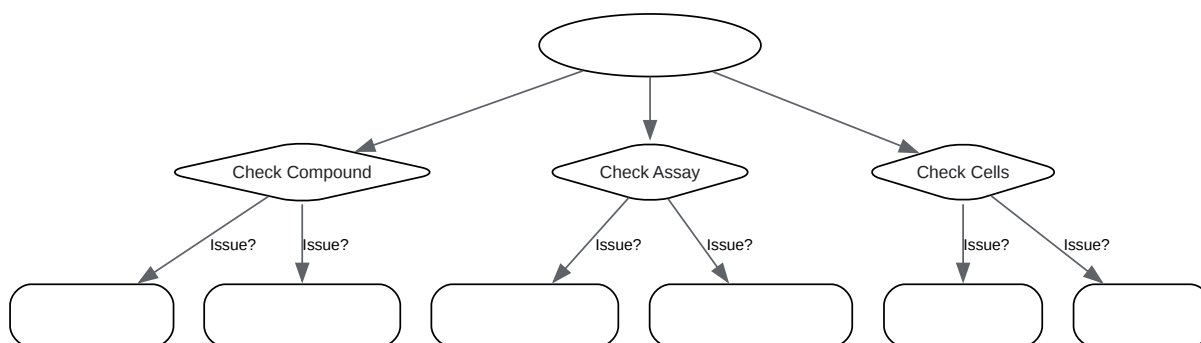 Check Compound
Check Assay
Check Cells
Issue?
Issue?
Issue?
Issue?
Issue?
Issue?